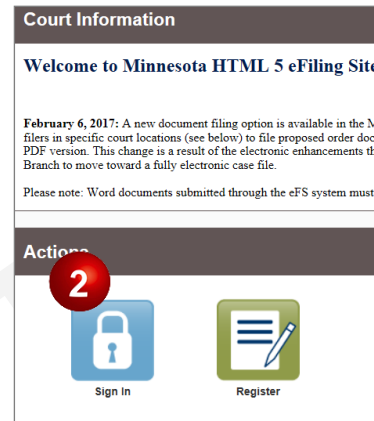 Court Information
Welcome to Minnesota HTML 5 eFiling Site
February 6, 2017: A new document filing option is available in the
filers in specific court locations (see below) to file proposed order
PDF version. This change is a result of the electronic enhancements
Branch to move toward a fully electronic case file.
Please note: Word documents submitted through the eFS system must
Actions
2
Sign In
Register